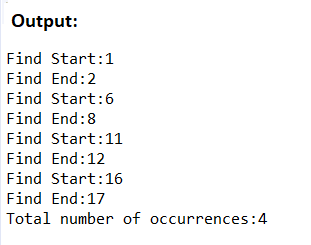 Output:
Find Start:1
Find End:2
Find Start:6
Find End:8
Find Start:11
Find End:12
Find Start:16
Find End:17
Total number of occurrences:4